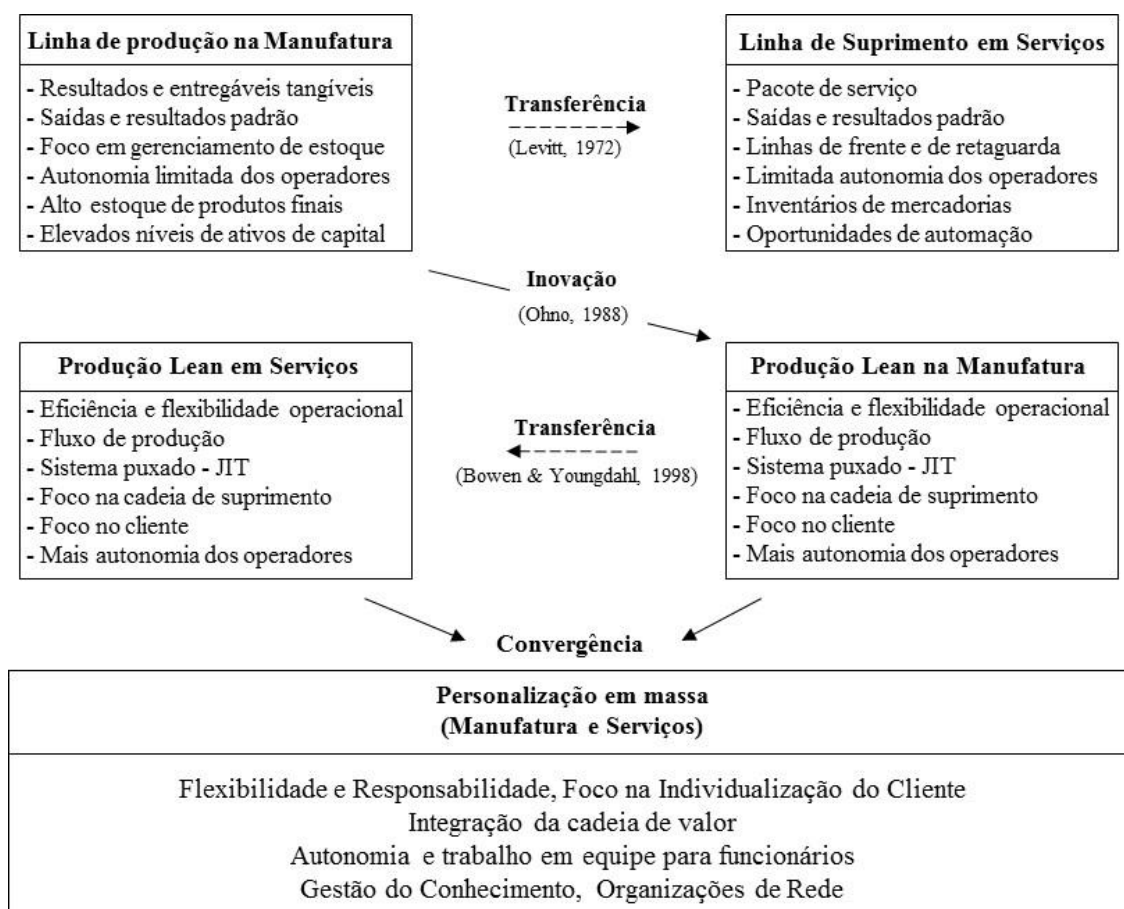 Linha de produção na Manufatura
- Resultados e entregáveis tangíveis
- Saídas e resultados padrão
- Foco em gerenciamento de estoque
- Autonomia limitada dos operadores
- Alto estoque de produtos finais
- Elevados níveis de ativos de capital
Transferência
(Levitt, 1972)
Linha de Suprimento em Serviços
- Pacote de serviço
- Saídas e resultados padrão
- Linhas de frente e de retaguarda
- Limitada autonomia dos operadores
- Inventários de mercadorias
- Oportunidades de automação
Inovação
(Ohno, 1988)
Produção Lean em Serviços
- Eficiência e flexibilidade operacional
- Fluxo de produção
- Sistema puxado - JIT
- Foco na cadeia de suprimento
- Foco no cliente
- Mais autonomia dos operadores
Transferência
(Bowen & Youngdahl, 1998)
Produção Lean na Manufatura
- Eficiência e flexibilidade operacional
- Fluxo de produção
- Sistema puxado - JIT
- Foco na cadeia de suprimento
- Foco no cliente
- Mais autonomia dos operadores
Convergência
Personalização em massa
(Manufatura e Serviços)
Flexibilidade e Responsabilidade, Foco na Individualização do Cliente
Integração da cadeia de valor
Autonomia e trabalho em equipe para funcionários
Gestão do Conhecimento, Organizações de Rede